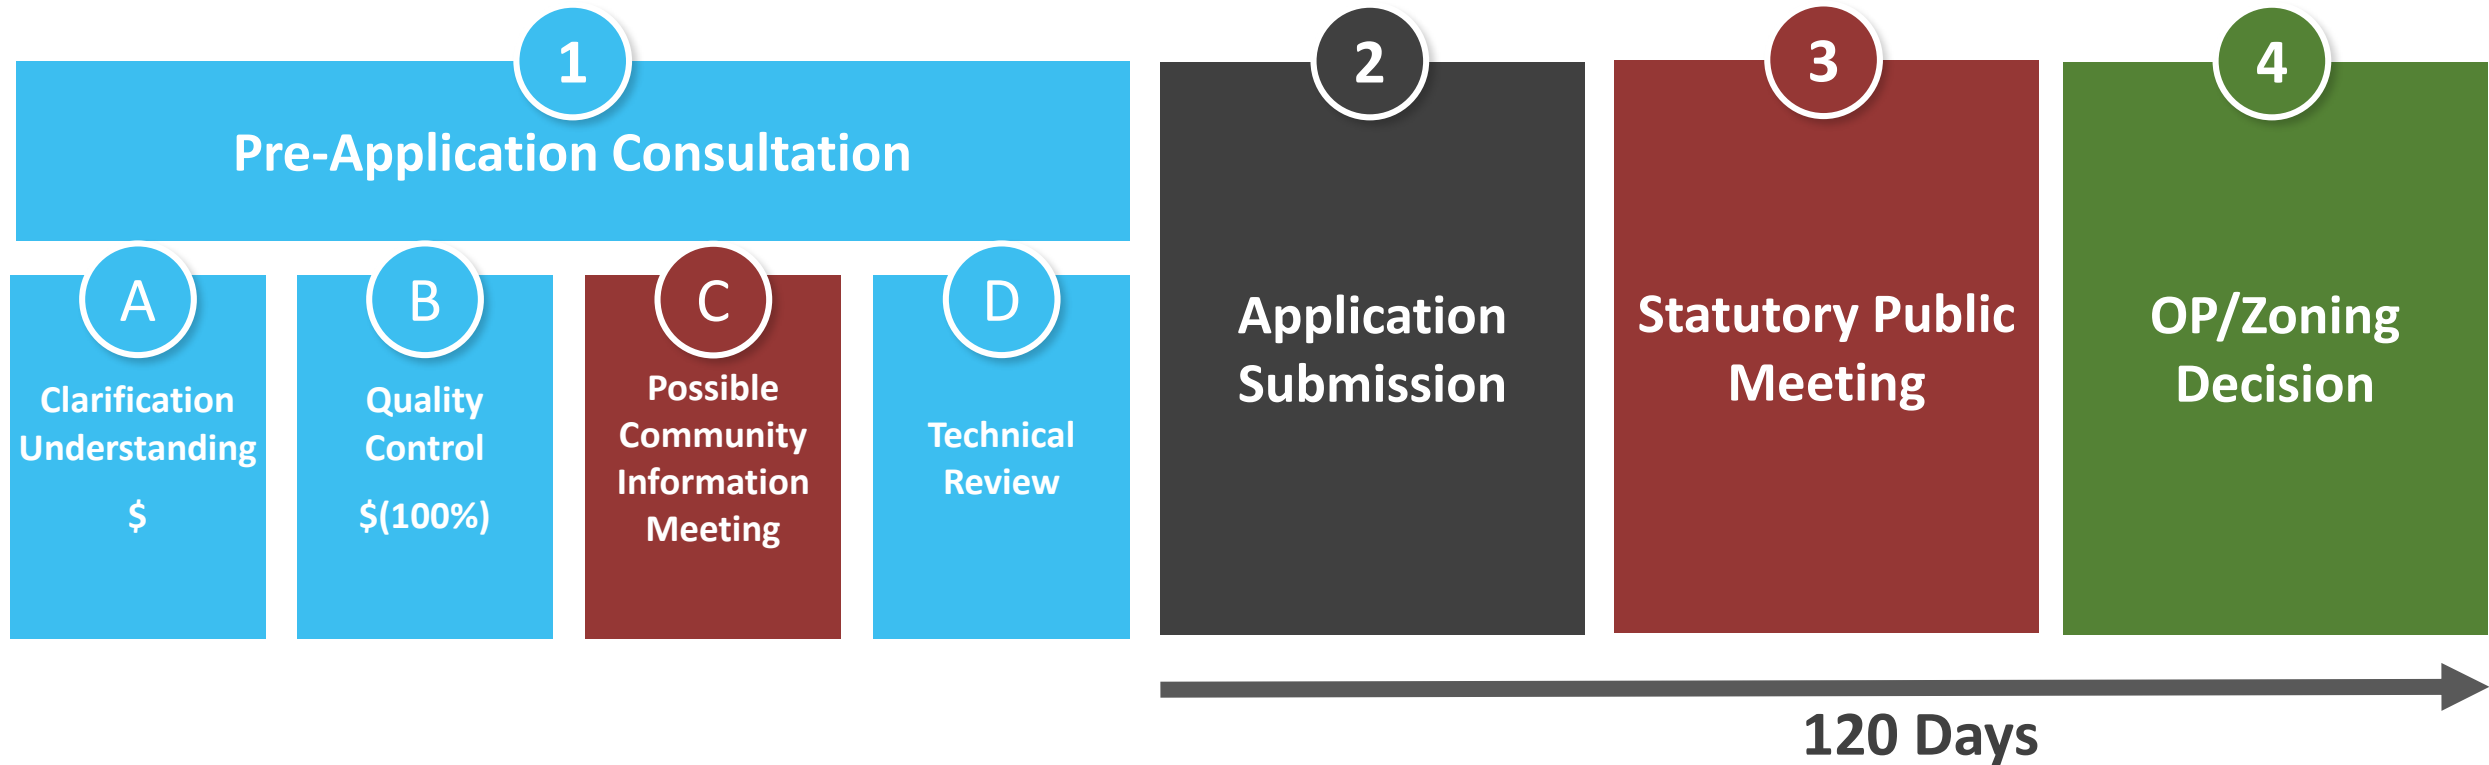 1
Pre-Application Consultation
A
Clarification
Understanding
$
B
Quality
Control
$(100%)
C
Possible
Community
Information
Meeting
D
Technical
Review
2
Application
Submission
3
Statutory Public
Meeting
4
OP/Zoning
Decision
120 Days